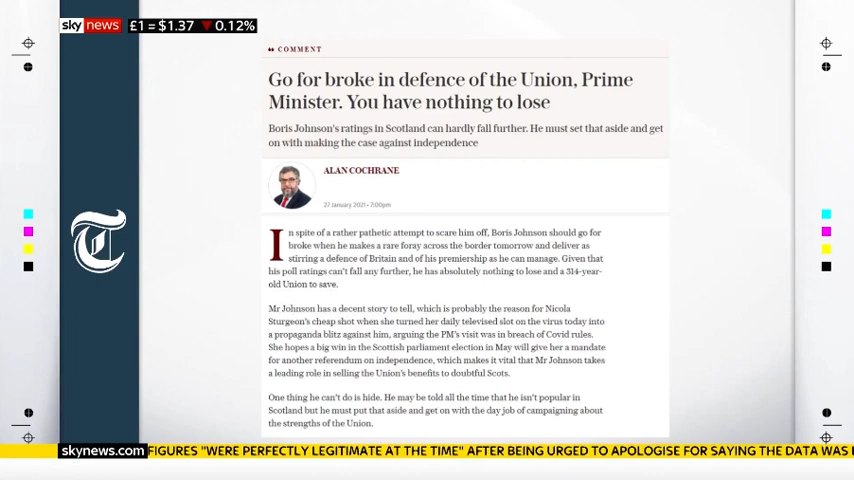 sky news £1 = $1.37 ▼ 0.12%
COMMENT
Go for broke in defence of the Union, Prime
Minister. You have nothing to lose
Boris Johnson's ratings in Scotland can hardly fall further. He must set that aside and get
on with making the case against independence
ALAN COCHRANE
27 January 2021 • 7:00pm
In spite of a rather pathetic attempt to scare him off, Boris Johnson should go for
broke when he makes a rare foray across the border tomorrow and deliver as
stirring a defence of Britain and of his premiership as he can manage. Given that
his poll ratings can't fall any further, he has absolutely nothing to lose and a 314-year-
old Union to save.
Mr Johnson has a decent story to tell, which is probably the reason for Nicola
Sturgeon's cheap shot when she turned her daily televised slot on the virus today into
a propaganda blitz against him, arguing the PM's visit was in breach of Covid rules.
She hopes a big win in the Scottish parliament election in May will give her a mandate
for another referendum on independence, which makes it vital that Mr Johnson takes
a leading role in selling the Union's benefits to doubtful Scots.
One thing he can't do is hide. He may be told all the time that he isn't popular in
Scotland but he must put that aside and get on with the day job of campaigning about
the strengths of the Union.
T
skynews.com FIGURES "WERE PERFECTLY LEGITIMATE AT THE TIME" AFTER BEING URGED TO APOLOGISE FOR SAYING THE DATA WAS